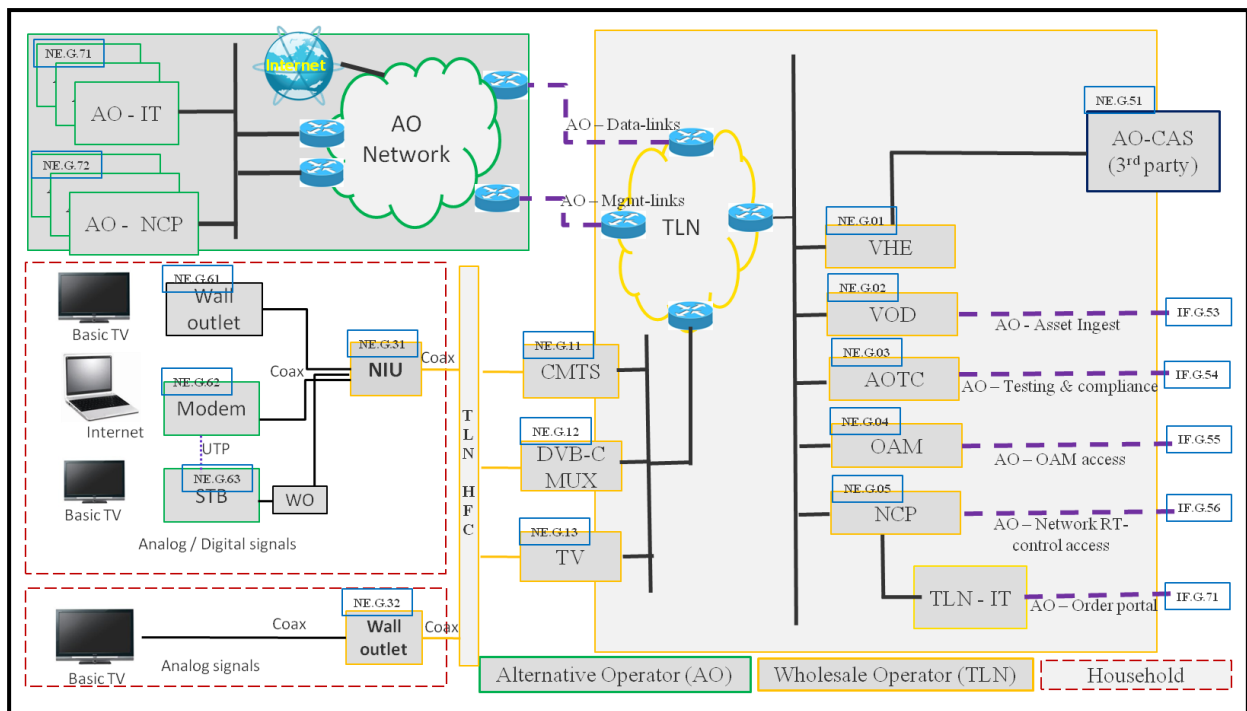 NE.G.71
AO - IT
NE.G.72
AO - NCP
Internet
AO
Network
AO – Data-links
AO – Mgmt-links
TLN
NE.G.51
AO-CAS
(3rd party)
NE.G.01
VHE
NE.G.02
VOD
AO - Asset Ingest
IF.G.53
NE.G.03
AOTC
AO – Testing & compliance
IF.G.54
NE.G.04
OAM
AO – OAM access
IF.G.55
NE.G.05
NCP
AO – Network RT-
control access
IF.G.56
TLN - IT
AO – Order portal
IF.G.71
NE.G.61
Wall
outlet
Basic TV
NE.G.62
Modem
Internet
UTP
NE.G.63
STB
WO
Basic TV
Analog / Digital signals
Coax
NE.G.31
NIU
Coax
TLN HFC
NE.G.11
CMTS
NE.G.12
DVB-C
MUX
NE.G.13
TV
NE.G.32
Wall
outlet
Coax
Coax
Basic TV
Analog signals
Alternative Operator (AO)
Wholesale Operator (TLN)
Household